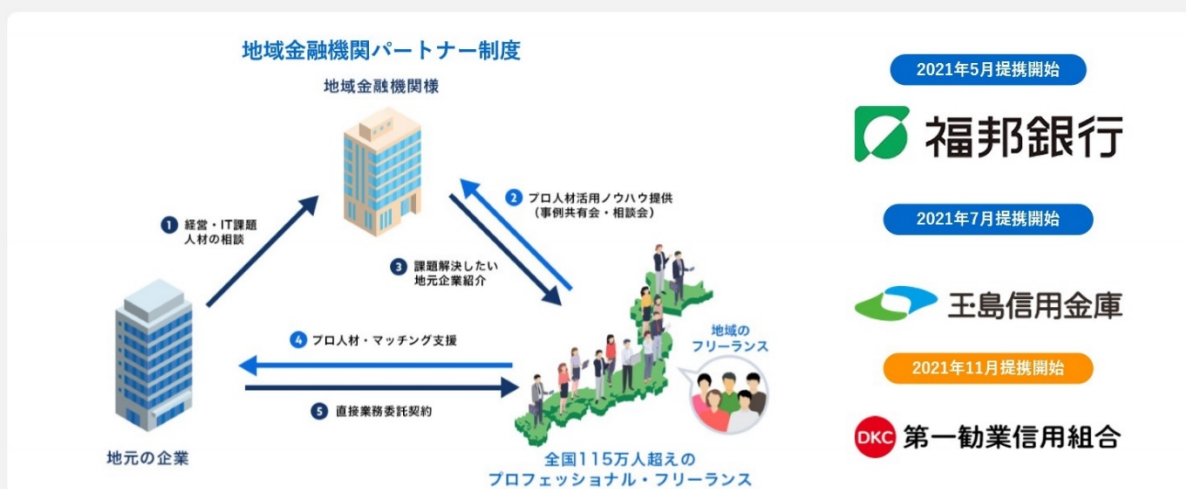 地域金融機関パートナー制度
地域金融機関様
1 経営・IT課題
人材の相談
2 プロ人材活用ノウハウ提供
（事例共有会・相談会）
3 課題解決したい
地元企業紹介
4 プロ人材・マッチング支援
5 直接業務委託契約
地元の企業
地域の
フリーランス
全国115万人超えの
プロフェッショナル・フリーランス
2021年5月提携開始
福邦銀行
2021年7月提携開始
玉島信用金庫
2021年11月提携開始
DKC 第一勧業信用組合